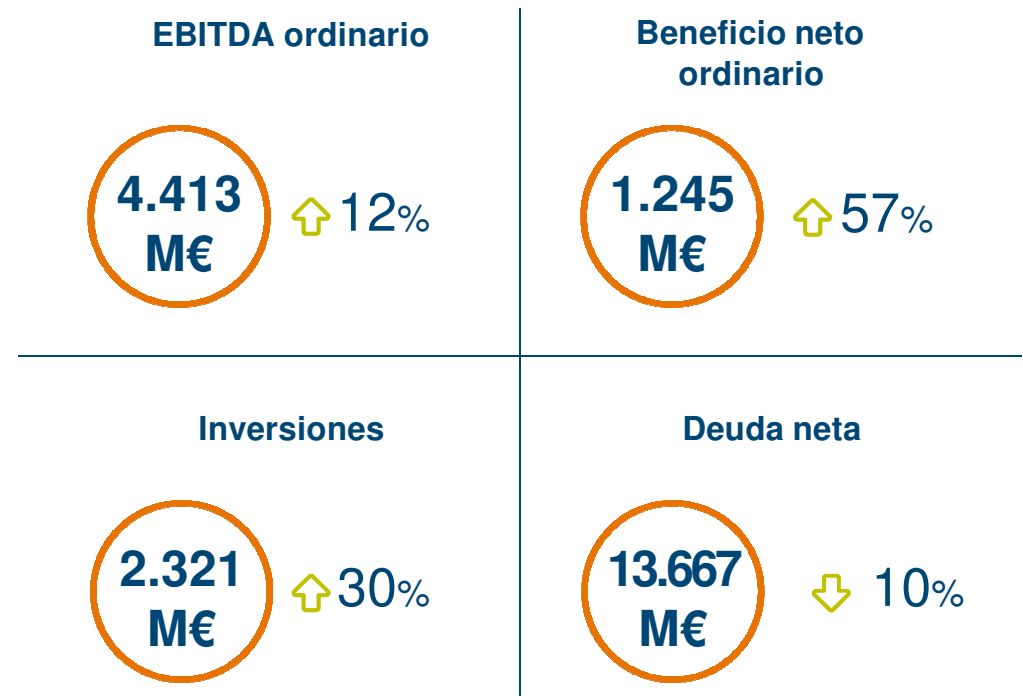 EBITDA ordinario
4.413
M€
12%
Beneficio neto
ordinario
1.245
M€
57%
Inversiones
2.321
M€
30%
Deuda neta
13.667
M€
10%